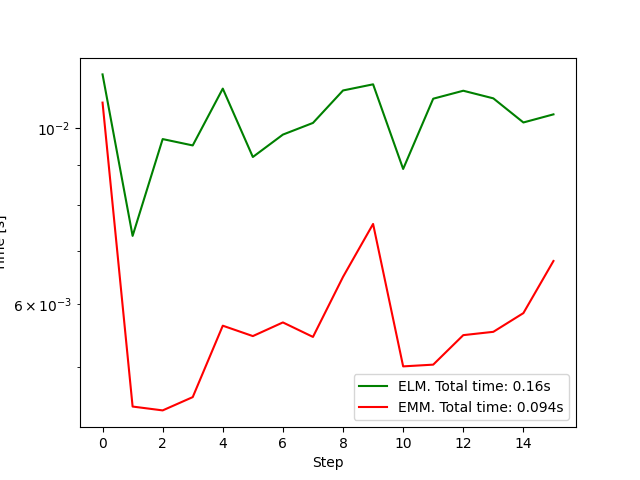 10⁻²
6 × 10⁻³
Time [s]
0 2 4 6 8 10 12 14
Step
ELM. Total time: 0.16s
EMM. Total time: 0.094s